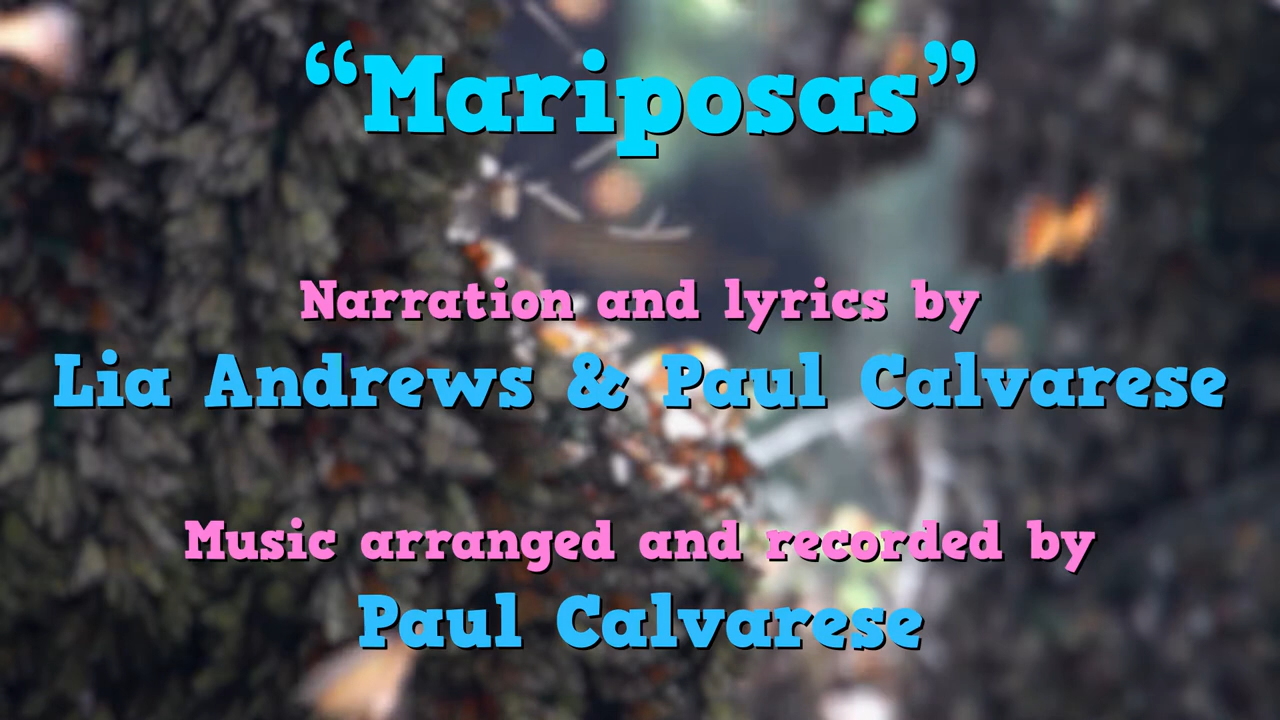 “Mariposas”
Narration and lyrics by
Lia Andrews & Paul Calvarese
Music arranged and recorded by
Paul Calvarese